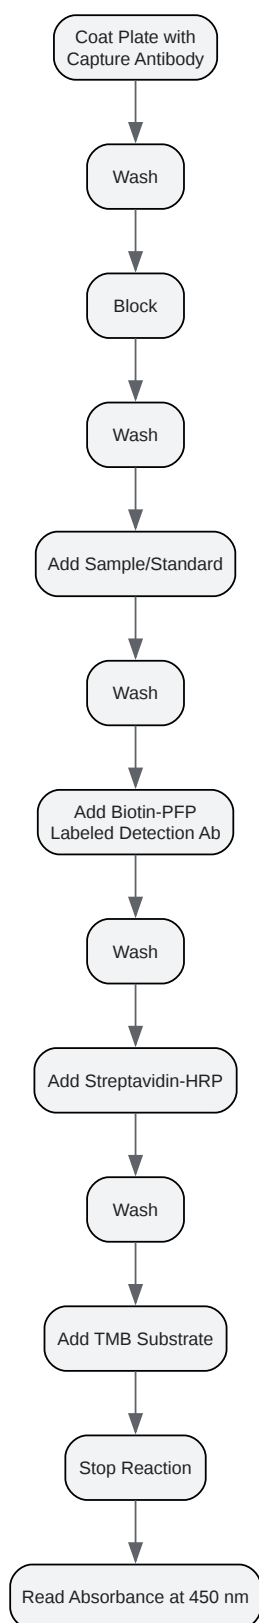 Coat Plate with
Capture Antibody
Wash
Block
Wash
Add Sample/Standard
Wash
Add Biotin-PFP
Labeled Detection Ab
Wash
Add Streptavidin-HRP
Wash
Add TMB Substrate
Stop Reaction
Read Absorbance at 450 nm